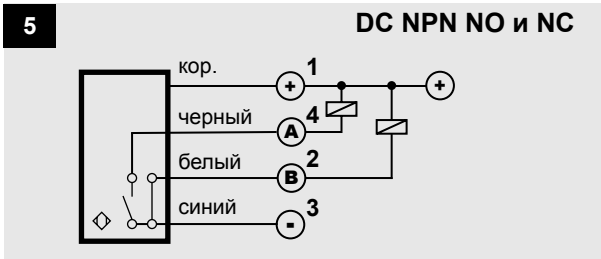 5
DC NPN NO и NC
кор. + 1 +
черный A 4
белый B 2
синий - 3